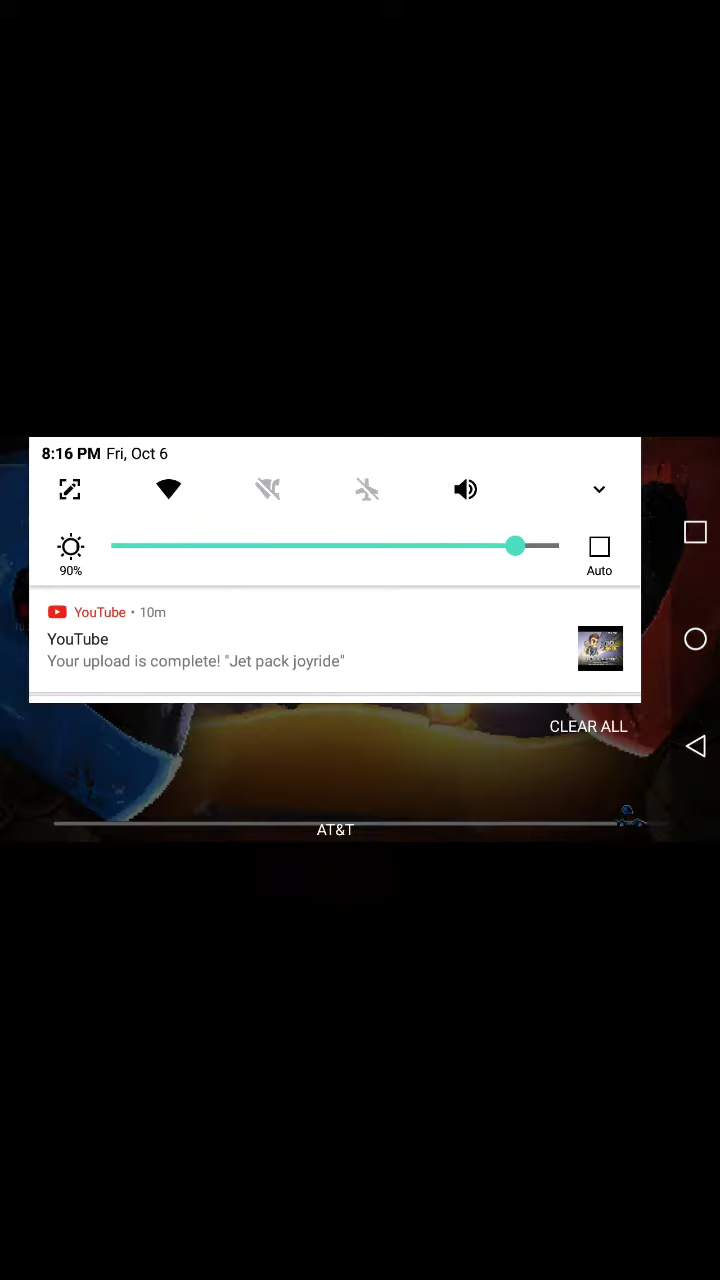 8:16 PM Fri, Oct 6
90%
Auto
YouTube • 10m
YouTube
Your upload is complete! "Jet pack joyride"
CLEAR ALL
AT&T